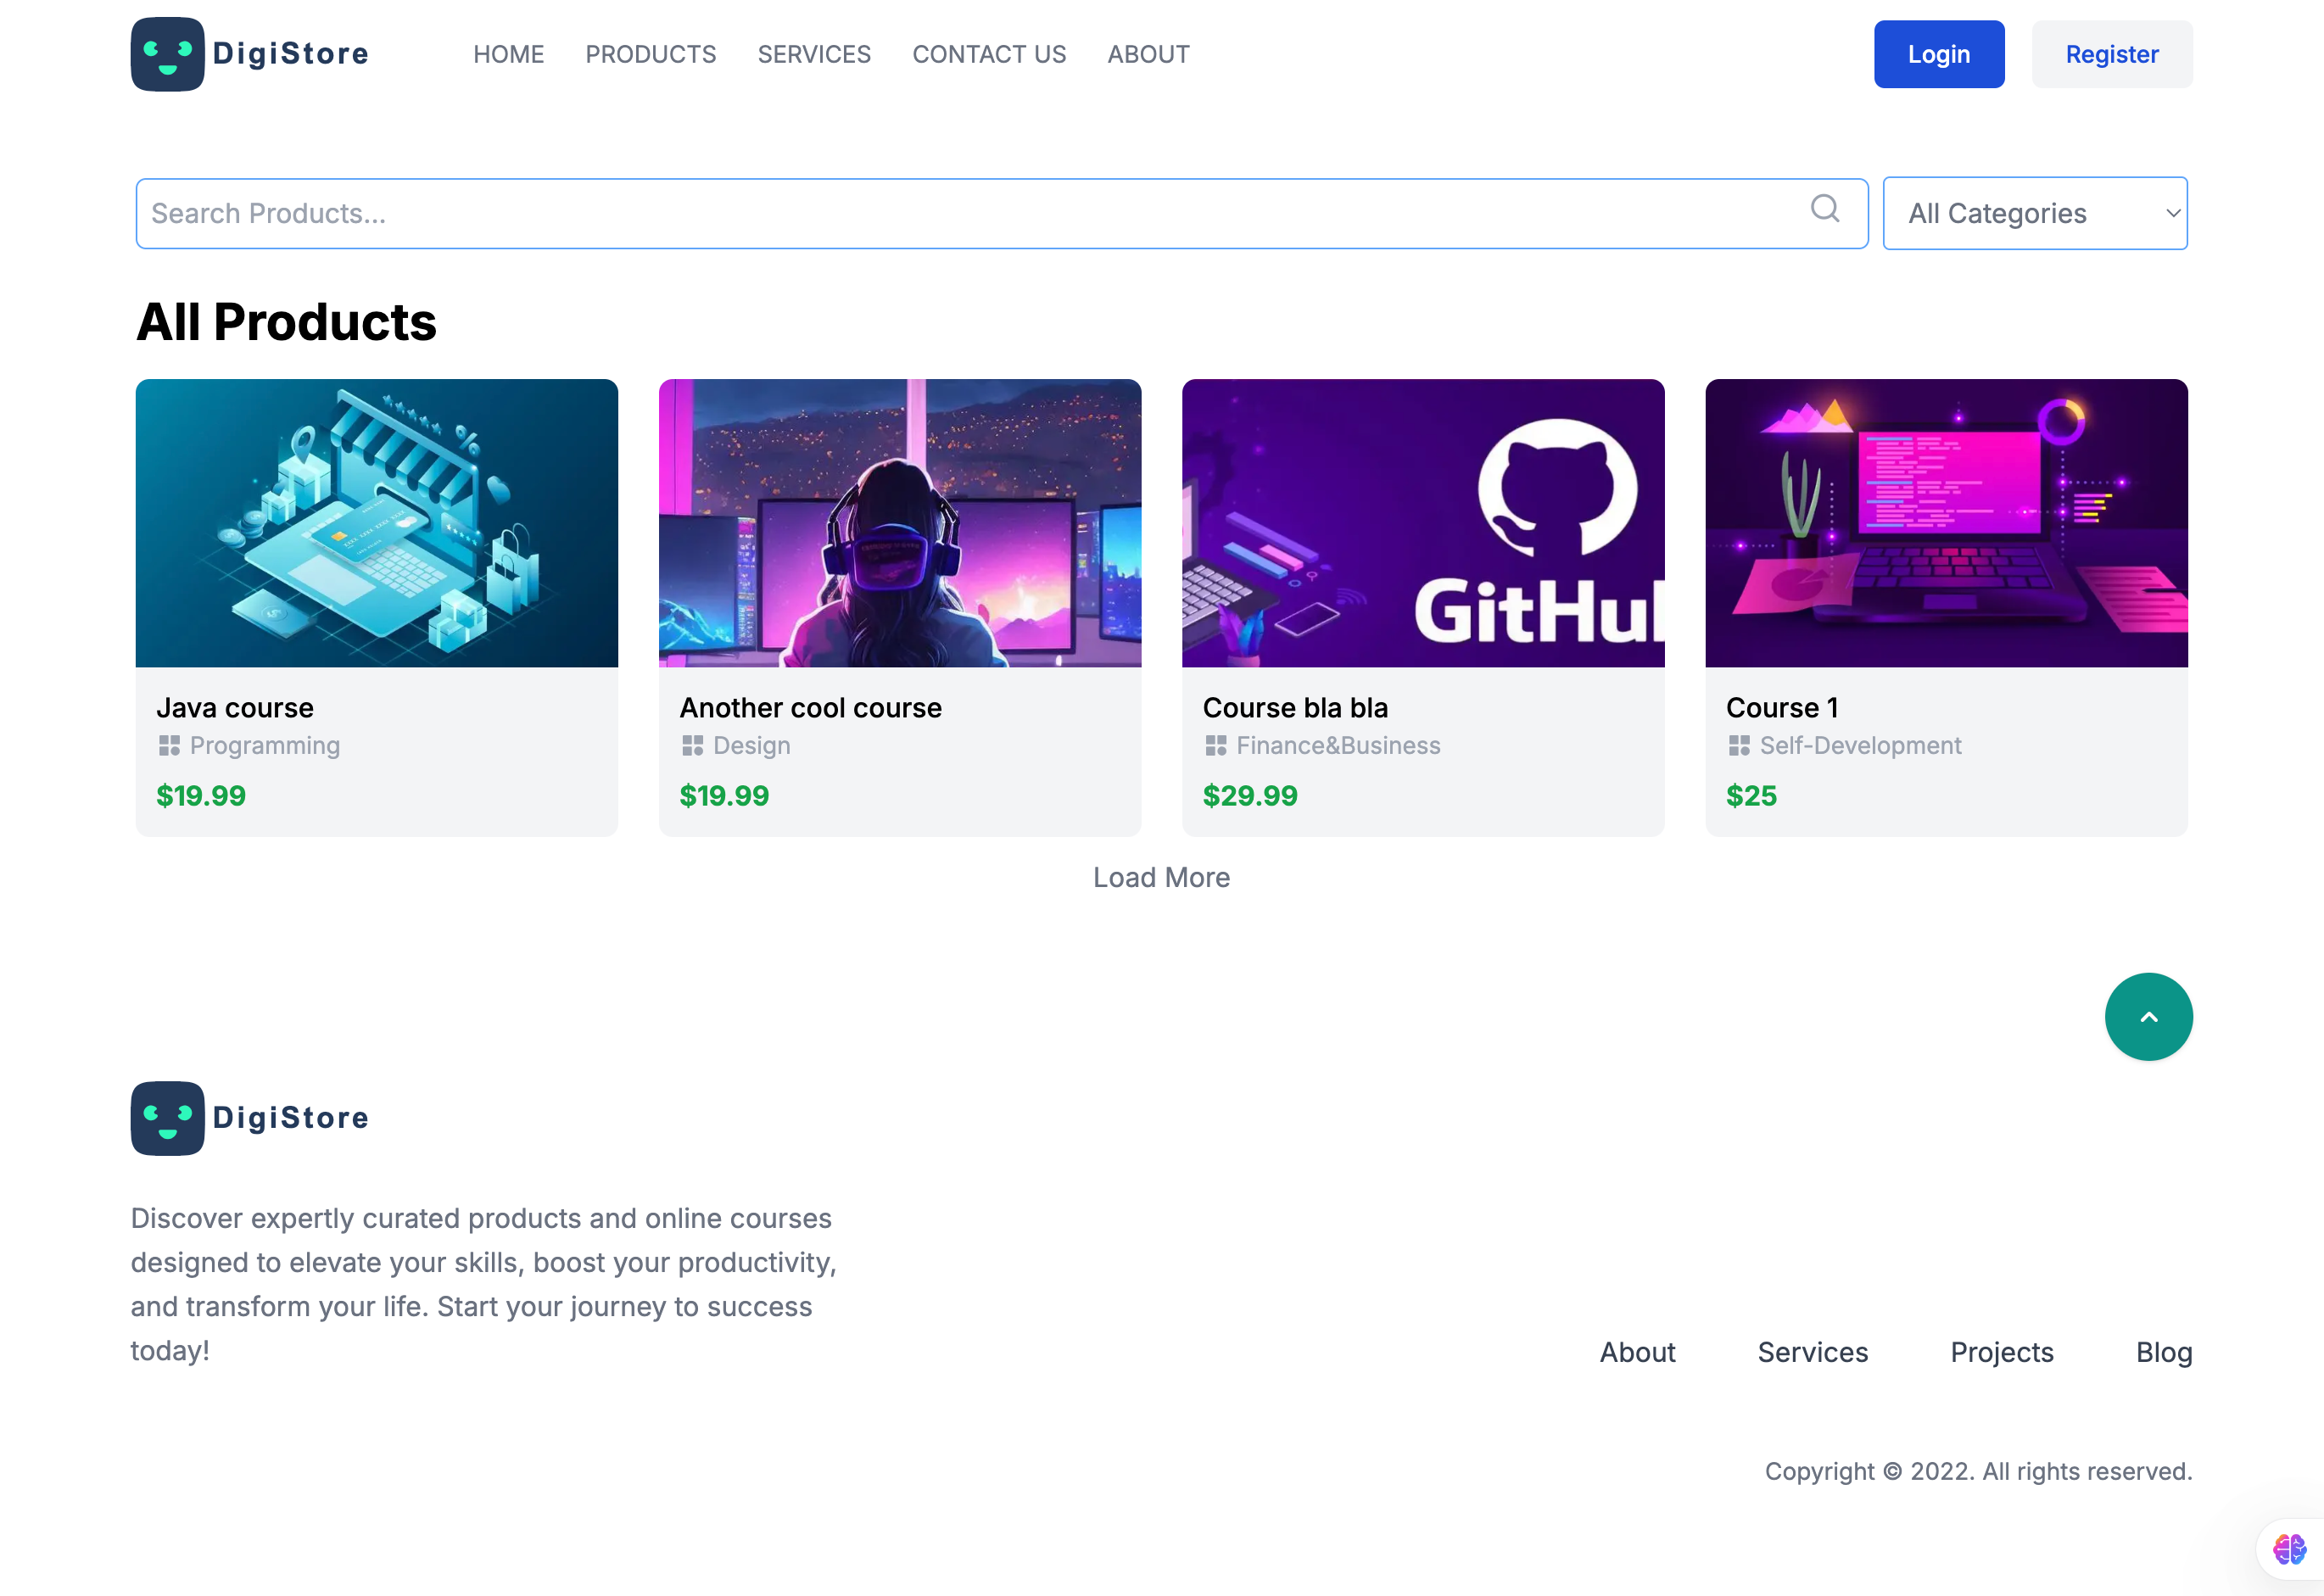 DigiStore
HOME PRODUCTS SERVICES CONTACT US ABOUT
Login Register
Search Products...
All Categories
All Products
GitHu
Java course
Programming
$19.99
Another cool course
Design
$19.99
Course bla bla
Finance&Business
$29.99
Course 1
Self-Development
$25
Load More
DigiStore
Discover expertly curated products and online courses
designed to elevate your skills, boost your productivity,
and transform your life. Start your journey to success
today!
About Services Projects Blog
Copyright © 2022. All rights reserved.